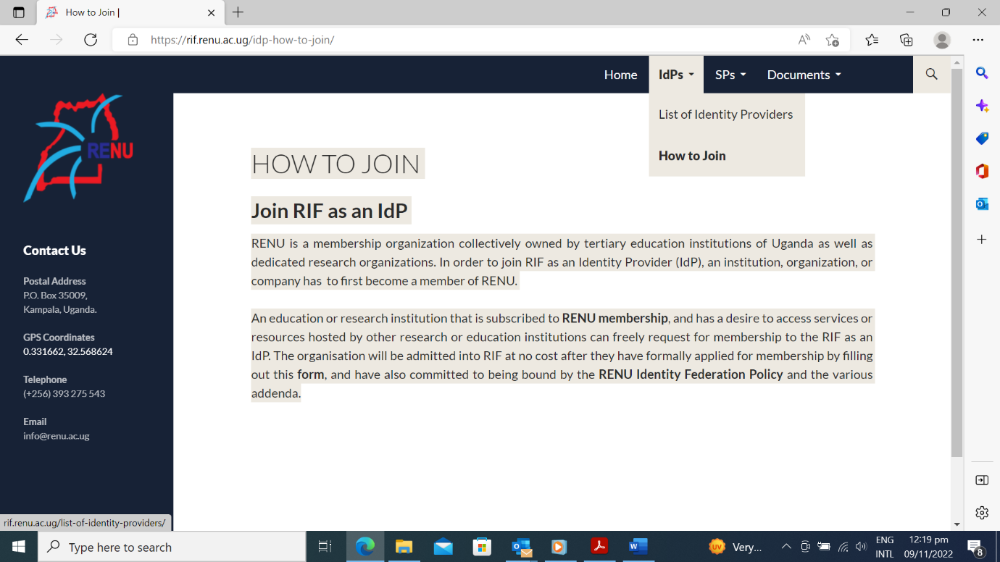 How to Join |
https://rif.renu.ac.ug/idp-how-to-join/
Home IdPs SPs Documents
List of Identity Providers
How to Join
RENU
HOW TO JOIN
Join RIF as an IdP
RENU is a membership organization collectively owned by tertiary education institutions of Uganda as well as
dedicated research organizations. In order to join RIF as an Identity Provider (IdP), an institution, organization, or
company has to first become a member of RENU.
An education or research institution that is subscribed to RENU membership, and has a desire to access services or
resources hosted by other research or education institutions can freely request for membership to the RIF as an
IdP. The organisation will be admitted into RIF at no cost after they have formally applied for membership by filling
out this form, and have also committed to being bound by the RENU Identity Federation Policy and the various
addenda.
Contact Us
Postal Address
P.O. Box 35009,
Kampala, Uganda.
GPS Coordinates
0.331662, 32.568624
Telephone
(+256) 393 275 543
Email
info@renu.ac.ug
rif.renu.ac.ug/list-of-identity-providers/
Type here to search
UV
Very...
ENG
INTL
12:19 pm
09/11/2022
8